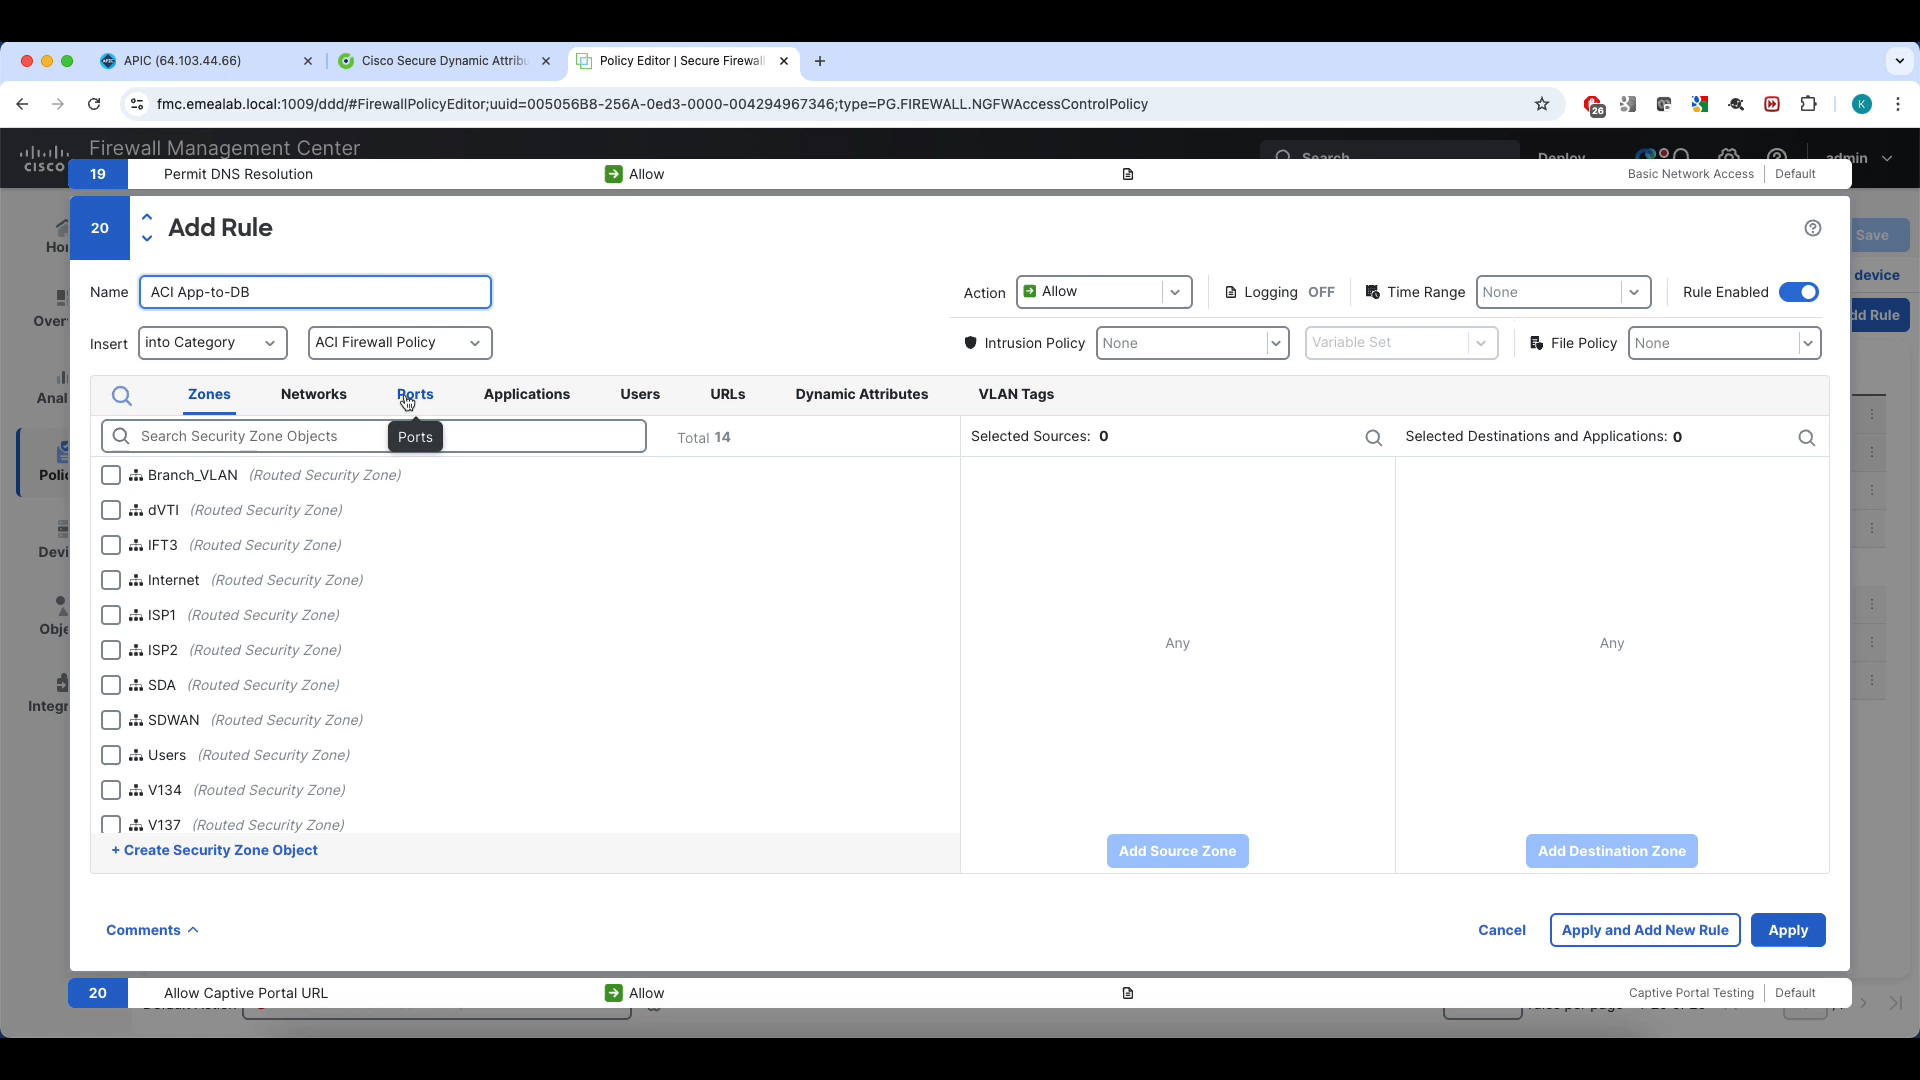 APIC (64.103.44.66)
Cisco Secure Dynamic Attribu
Policy Editor | Secure Firewall
fmc.emealab.local:1009/ddd/#FirewallPolicyEditor;uuid=005056B8-256A-0ed3-0000-004294967346;type=PG.FIREWALL.NGFWAccessControlPolicy
26
K
CISCO
Firewall Management Center
Search
Deploy
admin
19 Permit DNS Resolution Allow Basic Network Access Default
20 Add Rule
Save
device
dd Rule
Name ACI App-to-DB Action Allow Logging OFF Time Range None Rule Enabled
Insert into Category ACI Firewall Policy Intrusion Policy None Variable Set File Policy None
Zones Networks Ports Applications Users URLs Dynamic Attributes VLAN Tags
Search Security Zone Objects Ports Total 14 Selected Sources: 0 Selected Destinations and Applications: 0
Branch_VLAN (Routed Security Zone)
dVTI (Routed Security Zone)
IFT3 (Routed Security Zone)
Internet (Routed Security Zone)
ISP1 (Routed Security Zone)
Any Any
ISP2 (Routed Security Zone)
SDA (Routed Security Zone)
SDWAN (Routed Security Zone)
Users (Routed Security Zone)
V134 (Routed Security Zone)
V137 (Routed Security Zone)
+ Create Security Zone Object Add Source Zone Add Destination Zone
Comments Cancel Apply and Add New Rule Apply
20 Allow Captive Portal URL Allow Captive Portal Testing Default